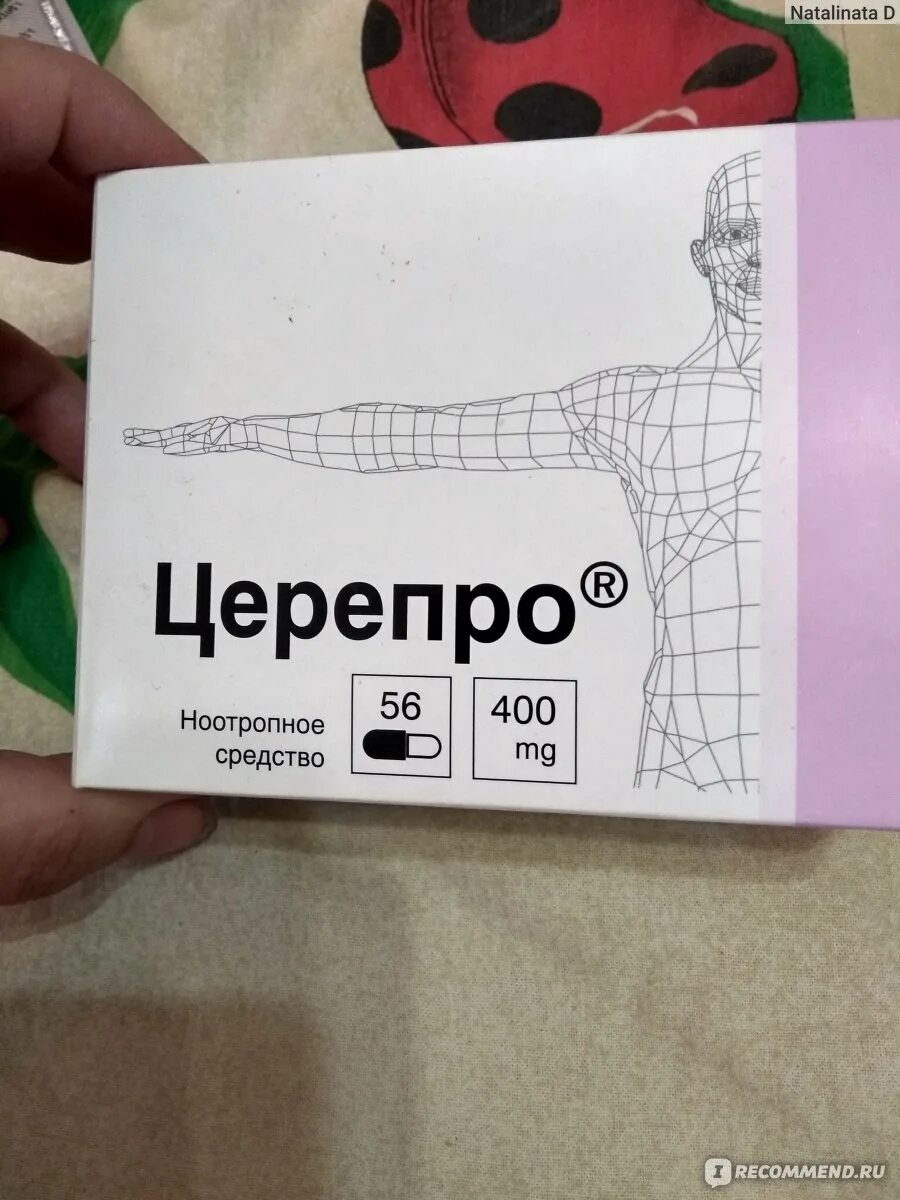 Natalinata D
Церепро®
Ноотропное
средство
56
400
mg
RECOMMEND.RU